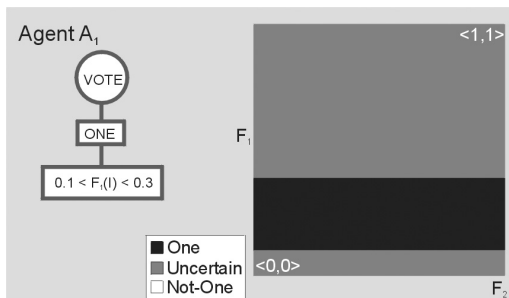 Agent A₁
VOTE
ONE
0.1 < F₁(I) < 0.3
<1,1>
F₁
<0,0>
F₂
One
Uncertain
Not-One